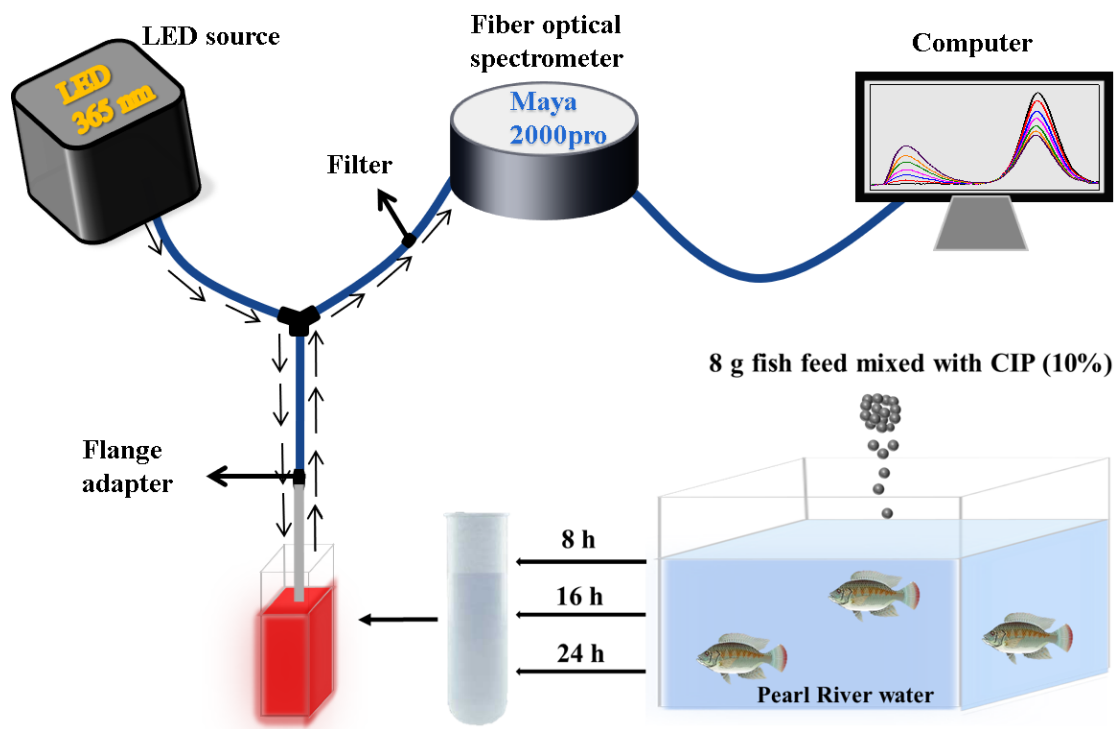 LED source
LED
365 nm
Fiber optical
spectrometer
Maya
2000pro
Computer
Filter
Flange
adapter
8 g fish feed mixed with CIP (10%)
8 h
16 h
24 h
Pearl River water